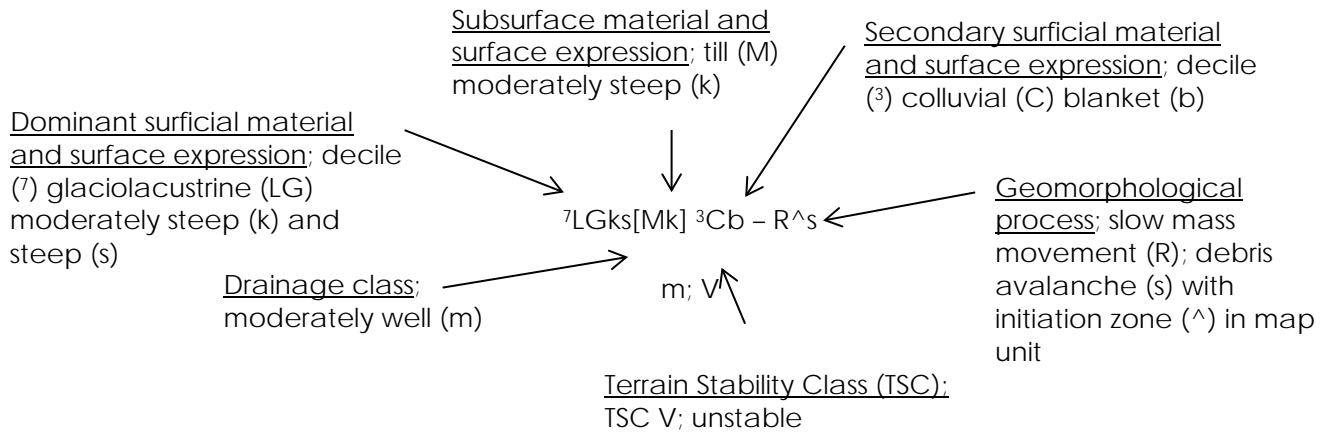 Subsurface material and
surface expression; till (M)
moderately steep (k)
Secondary surficial material
and surface expression; decile
(³) colluvial (C) blanket (b)
Dominant surficial material
and surface expression; decile
(⁷) glaciolacustrine (LG)
moderately steep (k) and
steep (s)
⁷LGks[Mk] ³Cb – R^s
Geomorphological
process; slow mass
movement (R); debris
avalanche (s) with
initiation zone (^) in map
unit
Drainage class;
moderately well (m)
m; V
Terrain Stability Class (TSC);
TSC V; unstable